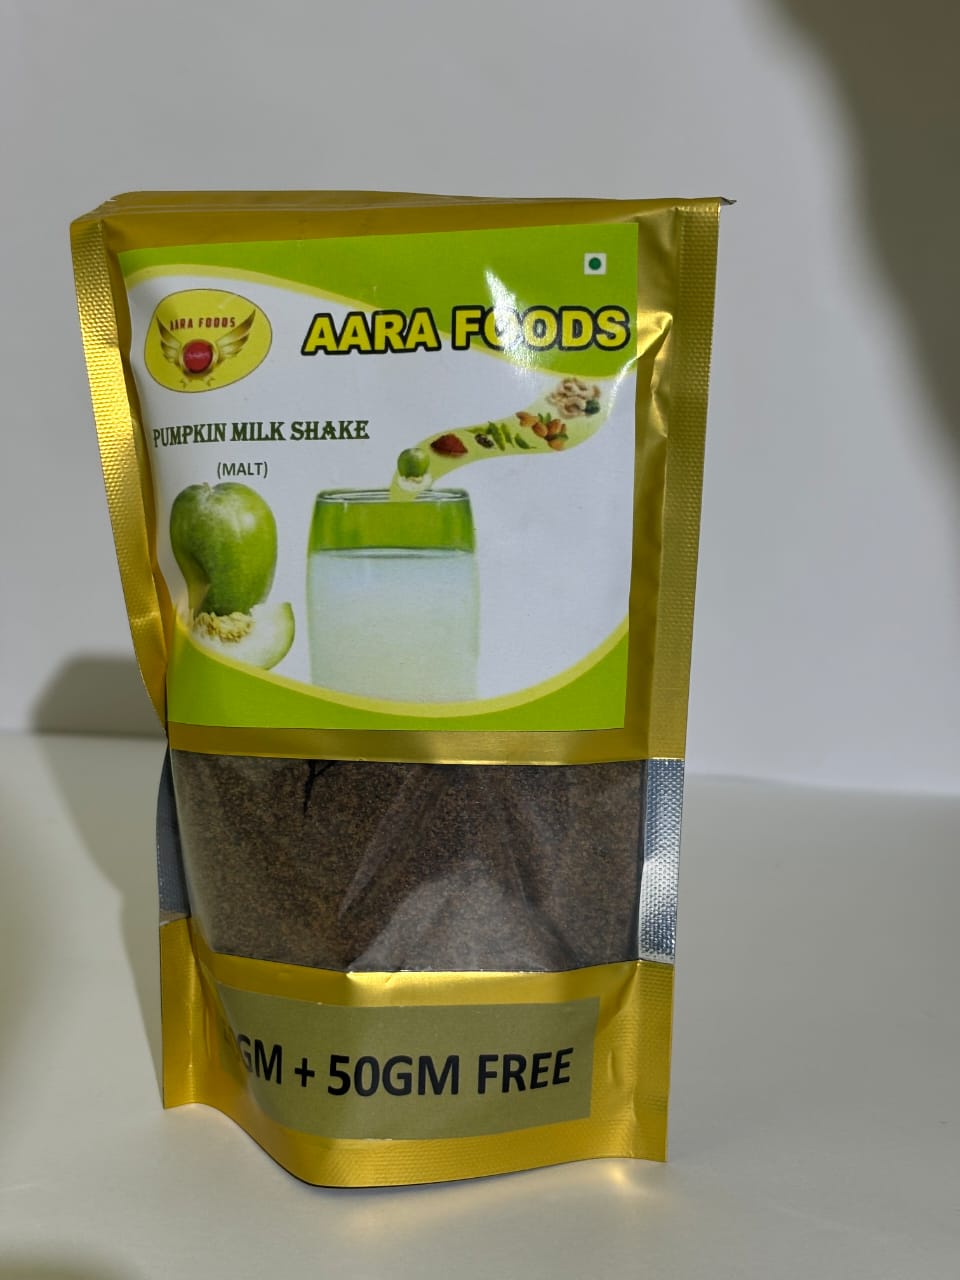 AARA FOODS
AARA FOODS
PUMPKIN MILK SHAKE
(MALT)
GM + 50GM FREE